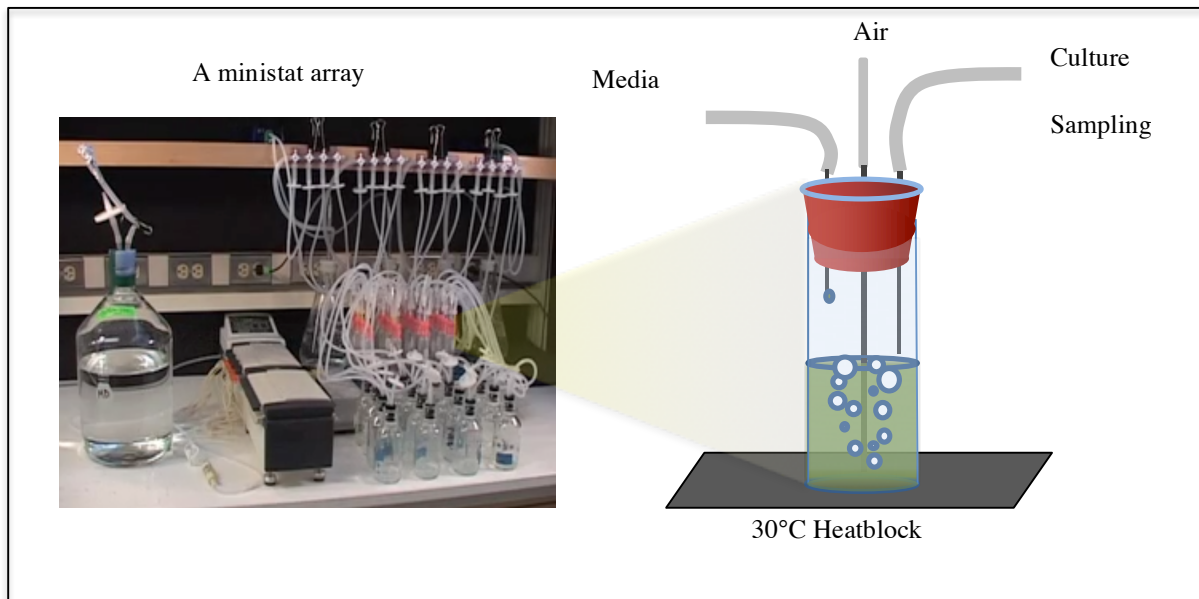 A ministat array
Air
Media
Culture
Sampling
30°C Heatblock